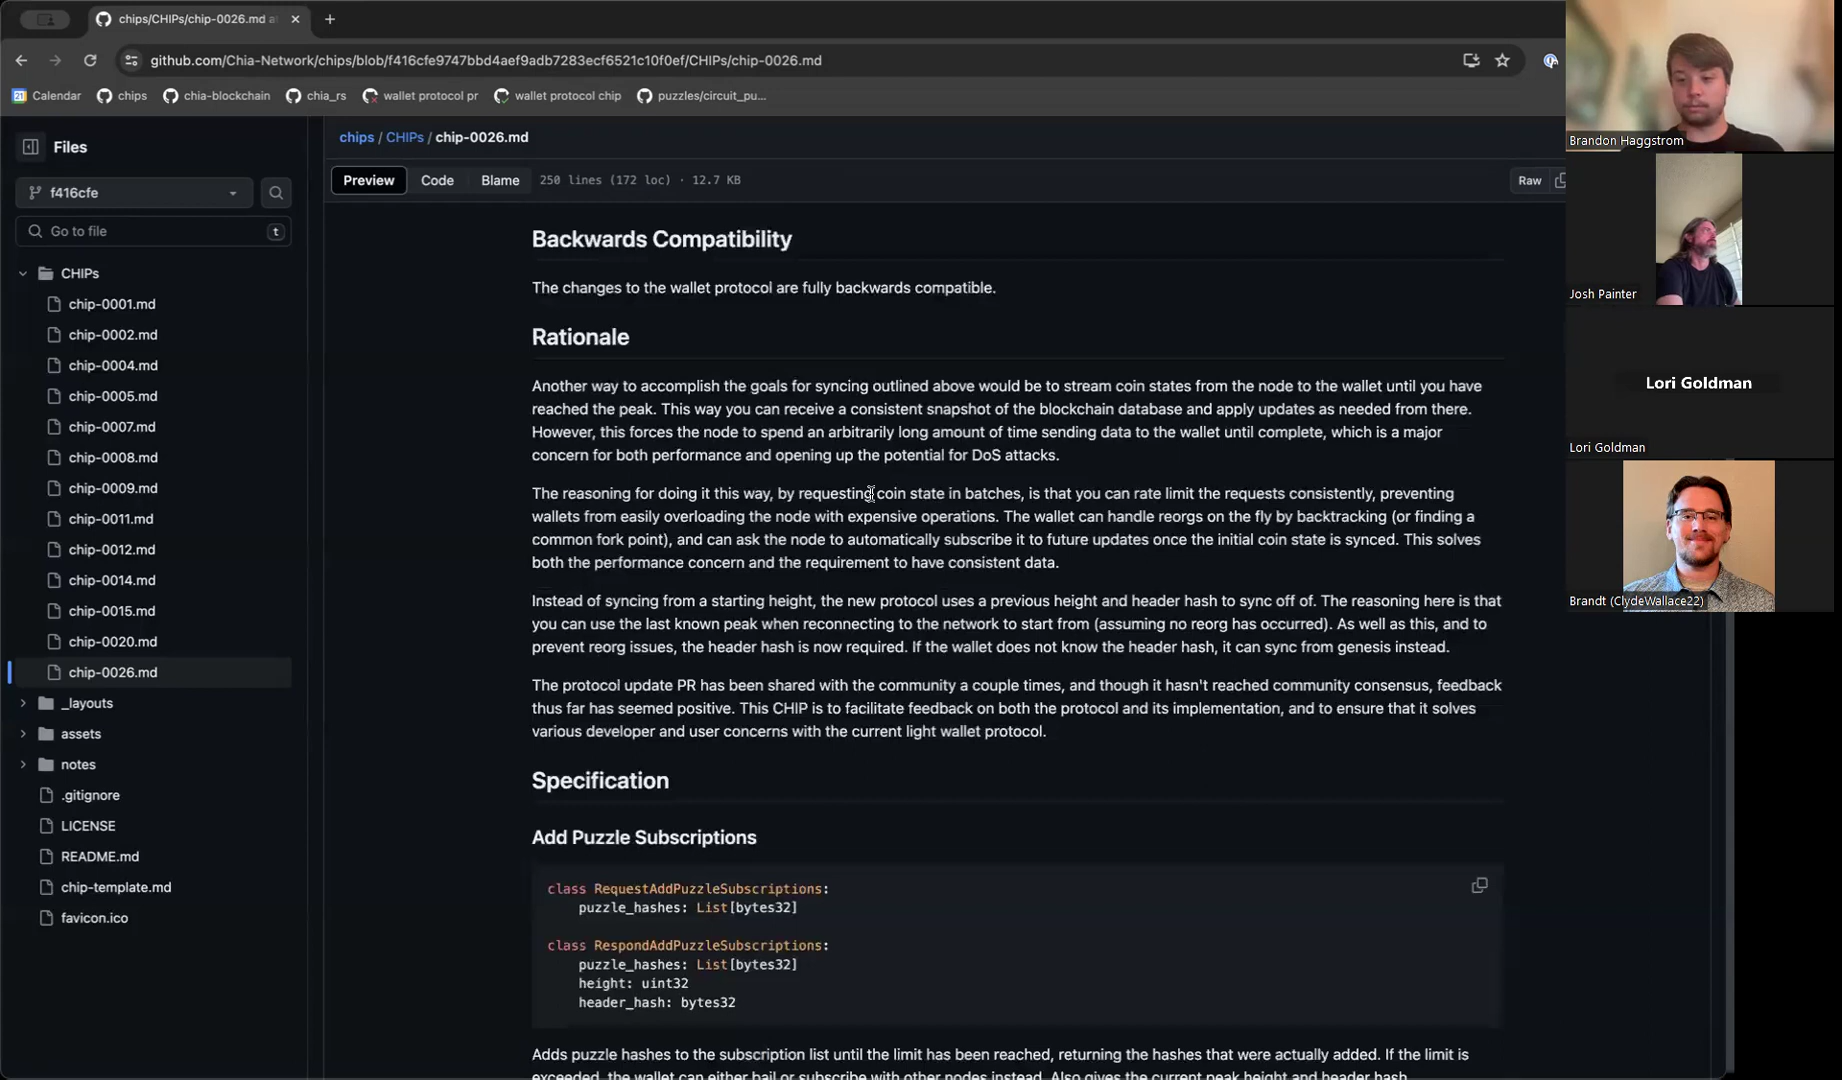 chips/CHIPs/chip-0026.md a
github.com/Chia-Network/chips/blob/f416cfe9747bbd4aef9adb7283ecf6521c10f0ef/CHIPs/chip-0026.md
21 Calendar chips chia-blockchain chia_rs wallet protocol pr wallet protocol chip puzzles/circuit_pu...
Files
f416cfe
Go to file t
CHIPs
chip-0001.md
chip-0002.md
chip-0004.md
chip-0005.md
chip-0007.md
chip-0008.md
chip-0009.md
chip-0011.md
chip-0012.md
chip-0014.md
chip-0015.md
chip-0020.md
chip-0026.md
_layouts
assets
notes
.gitignore
LICENSE
README.md
chip-template.md
favicon.ico
chips / CHIPs / chip-0026.md
Preview Code Blame 250 lines (172 loc) · 12.7 KB Raw
Backwards Compatibility
The changes to the wallet protocol are fully backwards compatible.
Rationale
Another way to accomplish the goals for syncing outlined above would be to stream coin states from the node to the wallet until you have
reached the peak. This way you can receive a consistent snapshot of the blockchain database and apply updates as needed from there.
However, this forces the node to spend an arbitrarily long amount of time sending data to the wallet until complete, which is a major
concern for both performance and opening up the potential for DoS attacks.
The reasoning for doing it this way, by requesting coin state in batches, is that you can rate limit the requests consistently, preventing
wallets from easily overloading the node with expensive operations. The wallet can handle reorgs on the fly by backtracking (or finding a
common fork point), and can ask the node to automatically subscribe it to future updates once the initial coin state is synced. This solves
both the performance concern and the requirement to have consistent data.
Instead of syncing from a starting height, the new protocol uses a previous height and header hash to sync off of. The reasoning here is that
you can use the last known peak when reconnecting to the network to start from (assuming no reorg has occurred). As well as this, and to
prevent reorg issues, the header hash is now required. If the wallet does not know the header hash, it can sync from genesis instead.
The protocol update PR has been shared with the community a couple times, and though it hasn't reached community consensus, feedback
thus far has seemed positive. This CHIP is to facilitate feedback on both the protocol and its implementation, and to ensure that it solves
various developer and user concerns with the current light wallet protocol.
Specification
Add Puzzle Subscriptions
class RequestAddPuzzleSubscriptions:
puzzle_hashes: List[bytes32]
class RespondAddPuzzleSubscriptions:
puzzle_hashes: List[bytes32]
height: uint32
header_hash: bytes32
Adds puzzle hashes to the subscription list until the limit has been reached, returning the hashes that were actually added. If the limit is
exceeded, the wallet can either bail or subscribe with other nodes instead. Also gives the current peak height and header hash.
Brandon Haggstrom
Josh Painter
Lori Goldman
Lori Goldman
Brandt (ClydeWallace22)